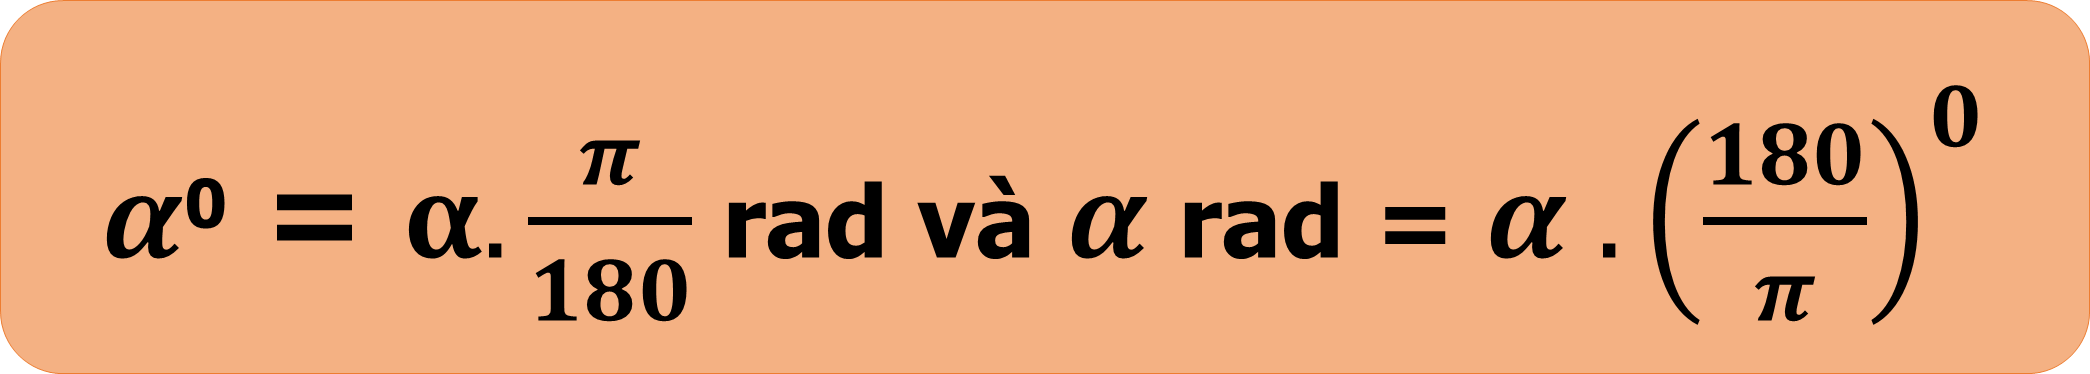 α⁰ = α. π/180 rad và α rad = α . (180/π)⁰